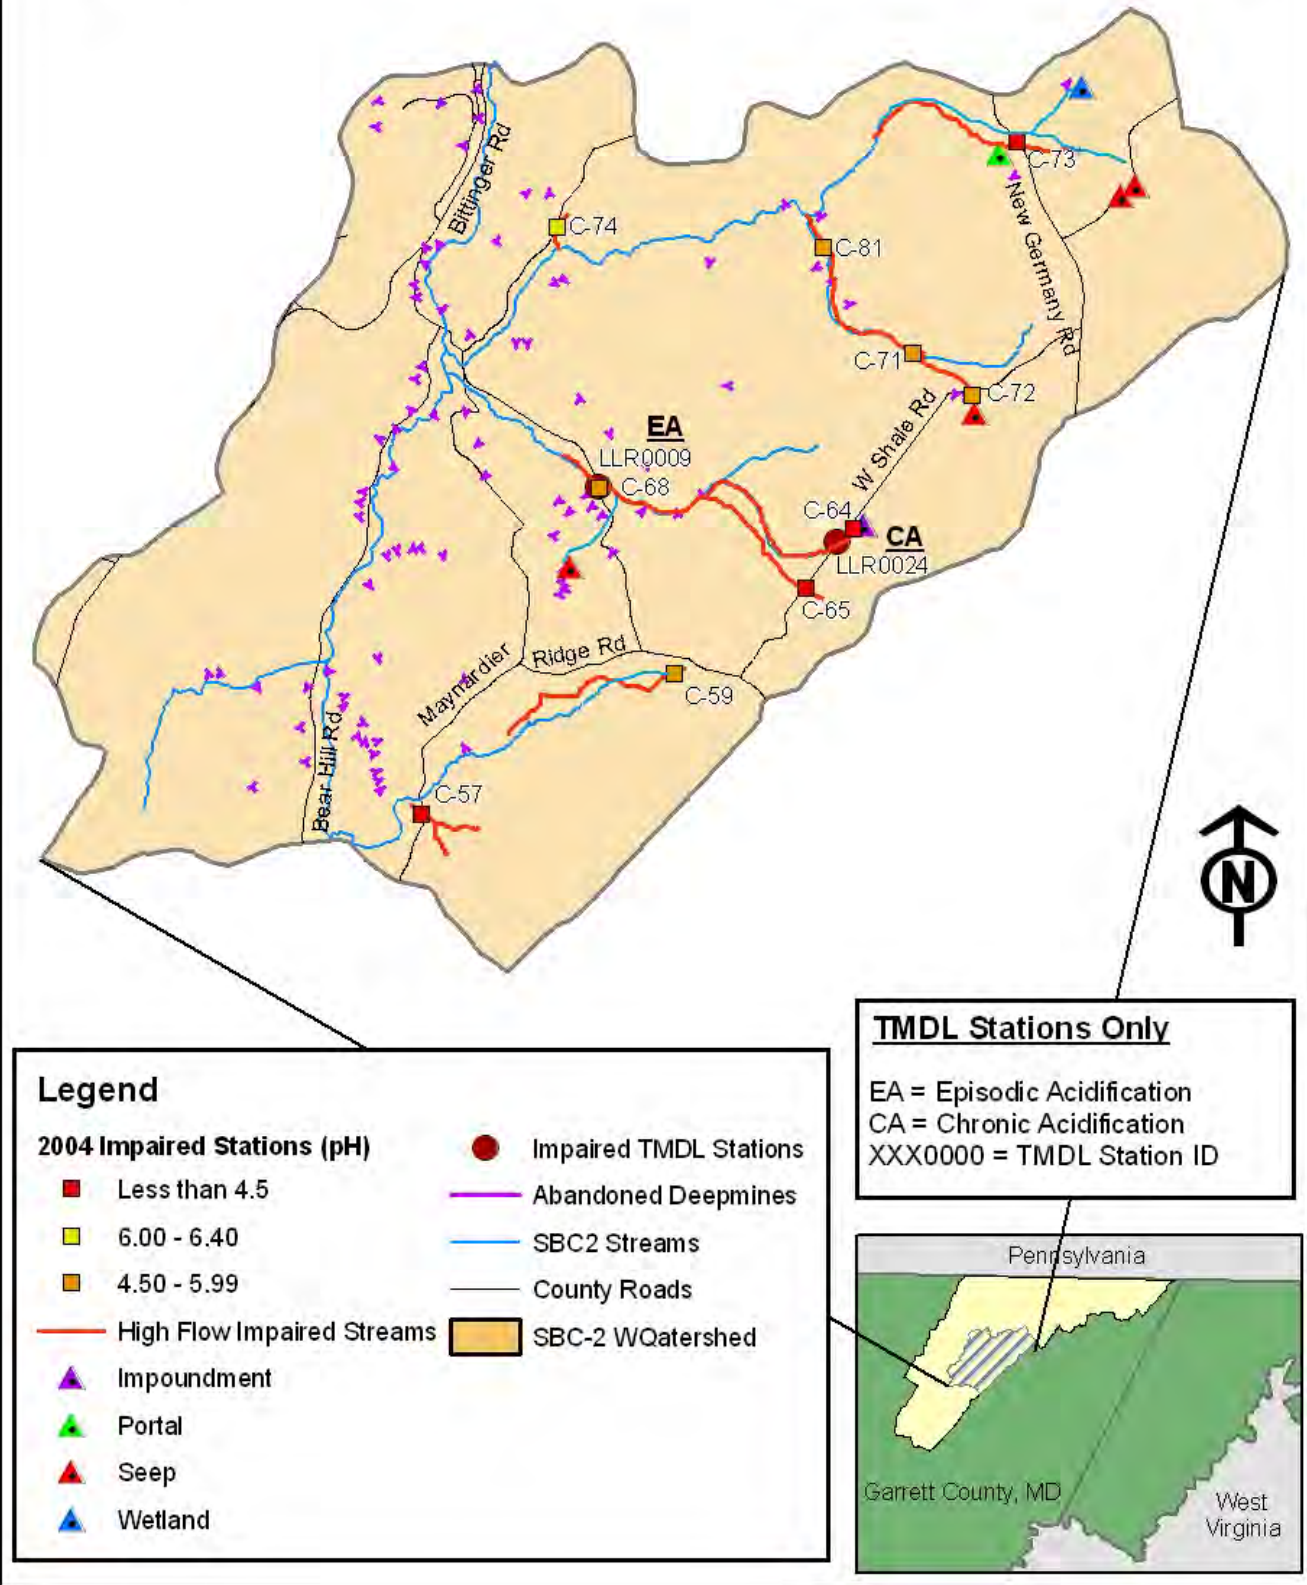 Bittinger Rd
C-73
C-74
New Germany Rd
C-81
C-71
C-72
EA
LLR0009
C-68
W Shale Rd
C-64
CA
LLR0024
C-65
Maynardier
Ridge Rd
C-59
Bear Hill Rd
C-57
N
TMDL Stations Only
EA = Episodic Acidification
CA = Chronic Acidification
XXX0000 = TMDL Station ID
Legend
2004 Impaired Stations (pH)
Less than 4.5
6.00 - 6.40
4.50 - 5.99
High Flow Impaired Streams
Impoundment
Portal
Seep
Wetland
Impaired TMDL Stations
Abandoned Deepmines
SBC2 Streams
County Roads
SBC-2 WQatershed
Pennsylvania
Garrett County, MD
West
Virginia